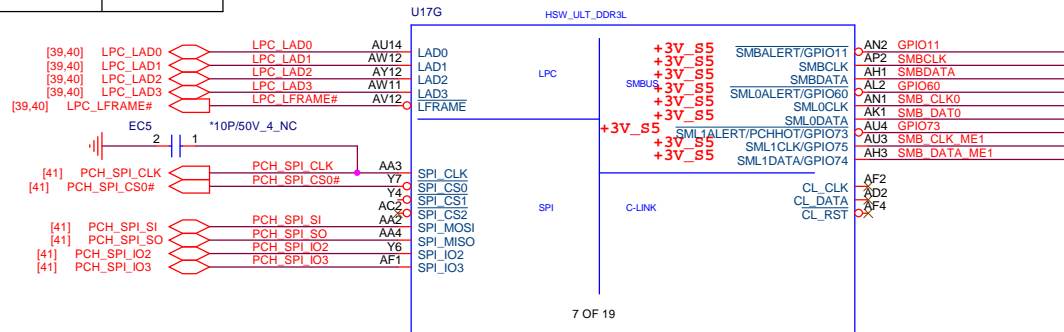 U17G
HSW_ULT_DDR3L
[39,40] LPC_LAD0 LPC_LAD0 AU14 LAD0
[39,40] LPC_LAD1 LPC_LAD1 AW12 LAD1
[39,40] LPC_LAD2 LPC_LAD2 AY12 LAD2
[39,40] LPC_LAD3 LPC_LAD3 AW11 LAD3
[39,40] LPC_LFRAME# LPC_LFRAME# AV12 LFRAME
LPC
SMBUS
+3V_S5 SMBALERT/GPIO11 AN2 GPIO11
+3V_S5 SMBCLK AP2 SMBCLK
+3V_S5 SMBDATA AH1 SMBDATA
+3V_S5 SML0ALERT/GPIO60 AL2 GPIO60
+3V_S5 SML0CLK AN1 SMB_CLK0
+3V_S5 SML0DATA AK1 SMB_DAT0
+3V_S5 SML1ALERT/PCHHOT/GPIO73 AU4 GPIO73
+3V_S5 SML1CLK/GPIO75 AU3 SMB_CLK_ME1
+3V_S5 SML1DATA/GPIO74 AH3 SMB_DATA_ME1
EC5 *10P/50V_4_NC
2 1
[41] PCH_SPI_CLK PCH_SPI_CLK AA3 SPI_CLK
[41] PCH_SPI_CS0# PCH_SPI_CS0# Y7 SPI_CS0
Y4 SPI_CS1
AC2 SPI_CS2
[41] PCH_SPI_SI PCH_SPI_SI AA2 SPI_MOSI
[41] PCH_SPI_SO PCH_SPI_SO AA4 SPI_MISO
[41] PCH_SPI_IO2 PCH_SPI_IO2 Y6 SPI_IO2
[41] PCH_SPI_IO3 PCH_SPI_IO3 AF1 SPI_IO3
SPI
C-LINK
CL_CLK AF2
CL_DATA AD2
CL_RST AF4
7 OF 19